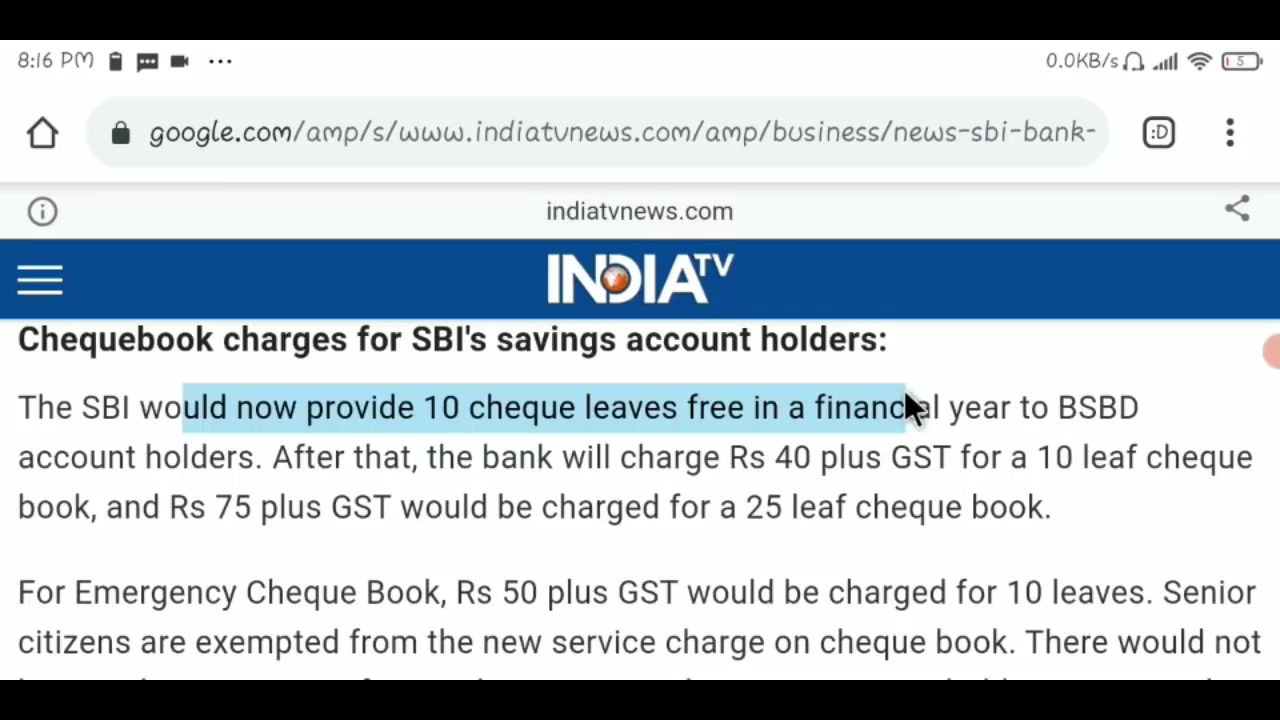 8:16 PM ... 0.0KB/s 5
google.com/amp/s/www.indiatvnews.com/amp/business/news-sbi-bank- :D
indiatvnews.com
INDIA TV
Chequebook charges for SBI's savings account holders:
The SBI would now provide 10 cheque leaves free in a financial year to BSBD
account holders. After that, the bank will charge Rs 40 plus GST for a 10 leaf cheque
book, and Rs 75 plus GST would be charged for a 25 leaf cheque book.
For Emergency Cheque Book, Rs 50 plus GST would be charged for 10 leaves. Senior
citizens are exempted from the new service charge on cheque book. There would not